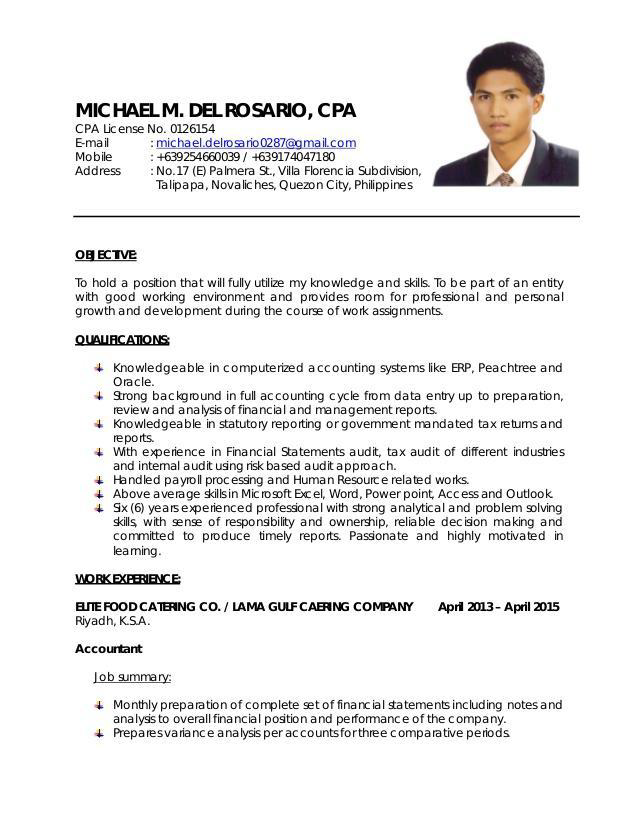 MICHAEL M. DEL ROSARIO, CPA
CPA License No. 0126154
E-mail : michael.delrosario0287@gmail.com
Mobile : +639254660039 / +639174047180
Address : No.17 (E) Palmera St., Villa Florencia Subdivision,
Talipapa, Novaliches, Quezon City, Philippines
OBJECTIVE:
To hold a position that will fully utilize my knowledge and skills. To be part of an entity
with good working environment and provides room for professional and personal
growth and development during the course of work assignments.
QUALIFICATIONS:
Knowledgeable in computerized accounting systems like ERP, Peachtree and
Oracle.
Strong background in full accounting cycle from data entry up to preparation,
review and analysis of financial and management reports.
Knowledgeable in statutory reporting or government mandated tax returns and
reports.
With experience in Financial Statements audit, tax audit of different industries
and internal audit using risk based audit approach.
Handled payroll processing and Human Resource related works.
Above average skills in Microsoft Excel, Word, Power point, Access and Outlook.
Six (6) years experienced professional with strong analytical and problem solving
skills, with sense of responsibility and ownership, reliable decision making and
committed to produce timely reports. Passionate and highly motivated in
learning.
WORK EXPERIENCE:
ELITE FOOD CATERING CO. / LAMA GULF CAERING COMPANY April 2013 – April 2015
Riyadh, K.S.A.
Accountant
Job summary:
Monthly preparation of complete set of financial statements including notes and
analysis to overall financial position and performance of the company.
Prepares variance analysis per accounts for three comparative periods.